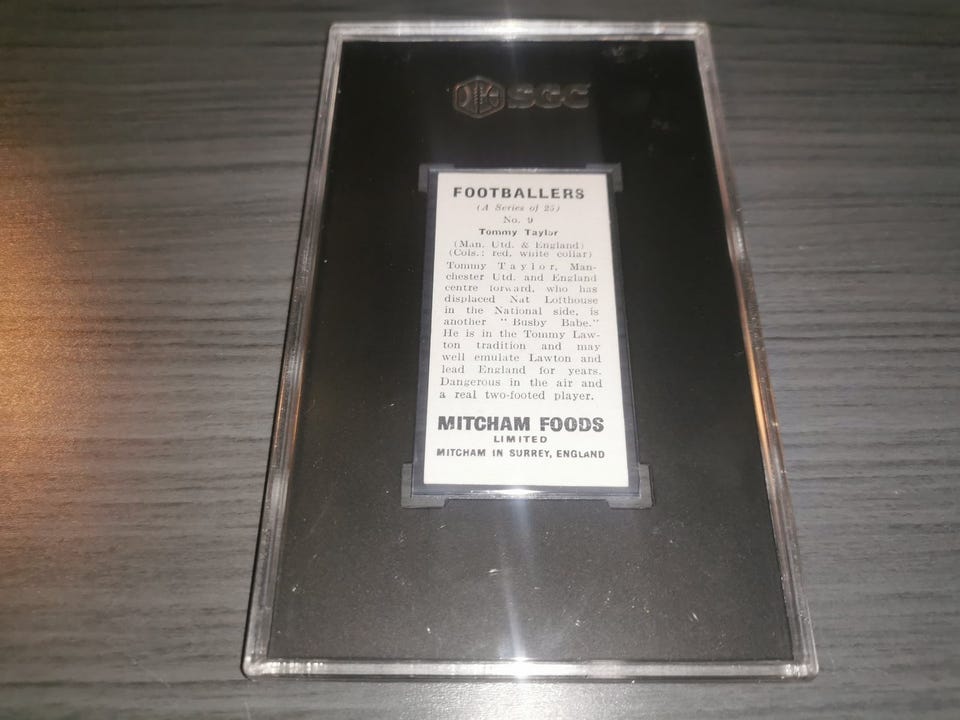 SGC
FOOTBALLERS
(A Series of 25)
No. 9
Tommy Taylor
(Man. Utd. & England)
(Cols.: red, white collar)
Tommy Taylor, Man-
chester Utd. and England
centre forward, who has
displaced Nat Lofthouse
in the National side, is
another "Busby Babe."
He is in the Tommy Law-
ton tradition and may
well emulate Lawton and
lead England for years.
Dangerous in the air and
a real two-footed player.
MITCHAM FOODS
LIMITED
MITCHAM IN SURREY, ENGLAND